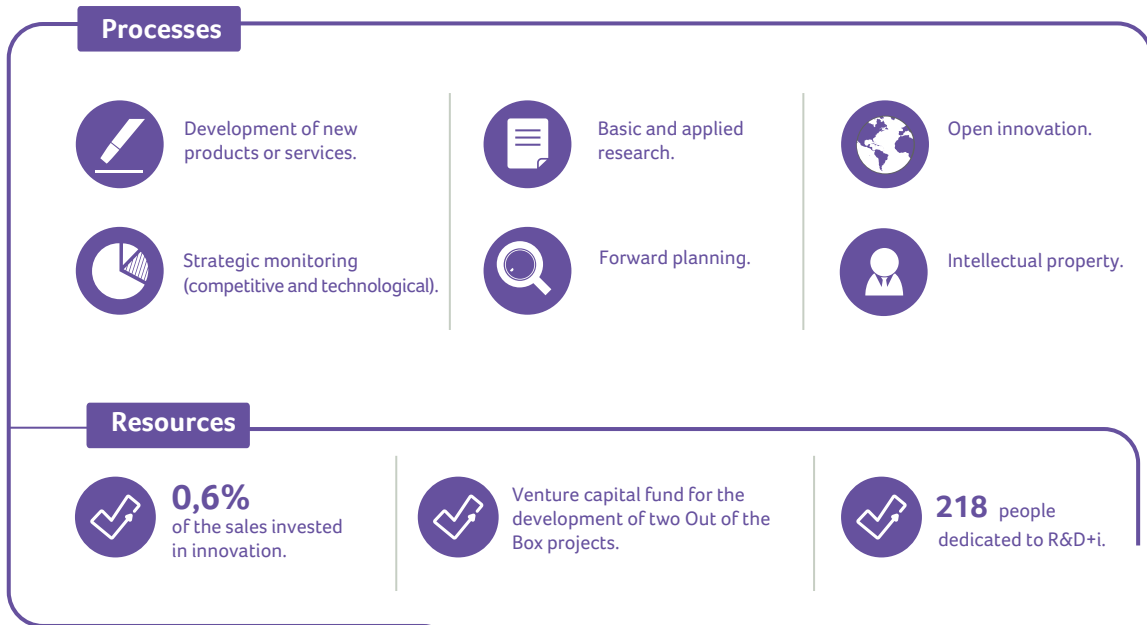 Processes
Development of new
products or services.
Basic and applied
research.
Open innovation.
Strategic monitoring
(competitive and technological).
Forward planning.
Intellectual property.
Resources
0,6%
of the sales invested
in innovation.
Venture capital fund for the
development of two Out of the
Box projects.
218 people
dedicated to R&D+i.